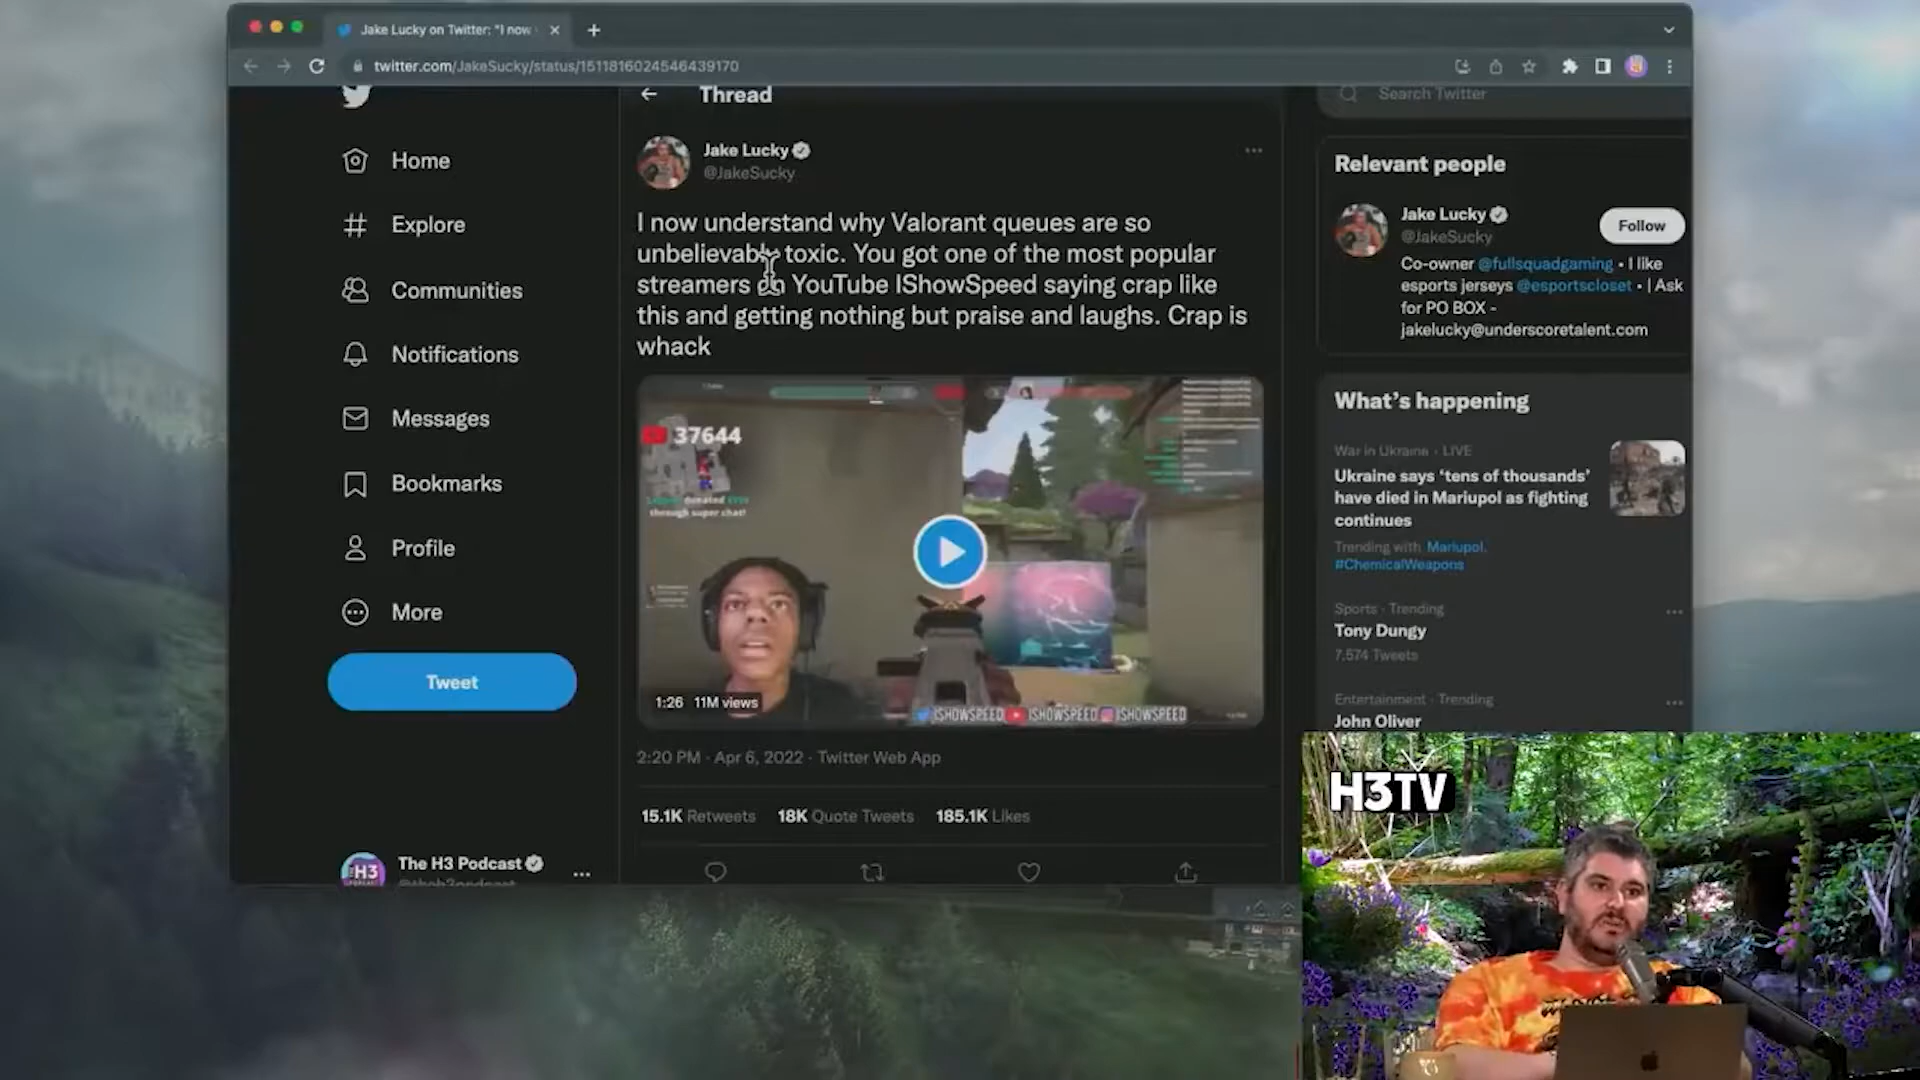 Jake Lucky on Twitter: "I now
twitter.com/JakeSucky/status/1511816024546439170
Thread
Search Twitter
Home
Explore
Communities
Notifications
Messages
Bookmarks
Profile
More
Tweet
The H3 Podcast
Jake Lucky
@JakeSucky
I now understand why Valorant queues are so
unbelievably toxic. You got one of the most popular
streamers on YouTube IShowSpeed saying crap like
this and getting nothing but praise and laughs. Crap is
whack
37644
donated
through super chat!
1:26 11M views
ISHOWSPEED ISHOWSPEED ISHOWSPEED
2:20 PM · Apr 6, 2022 · Twitter Web App
15.1K Retweets 18K Quote Tweets 185.1K Likes
Relevant people
Jake Lucky
@JakeSucky
Follow
Co-owner @fullsquadgaming • I like
esports jerseys @esportscloset • | Ask
for PO BOX -
jakelucky@underscoretalent.com
What's happening
War in Ukraine · LIVE
Ukraine says 'tens of thousands'
have died in Mariupol as fighting
continues
Trending with Mariupol,
#ChemicalWeapons
Sports · Trending
Tony Dungy
7,574 Tweets
Entertainment · Trending
John Oliver
H3TV